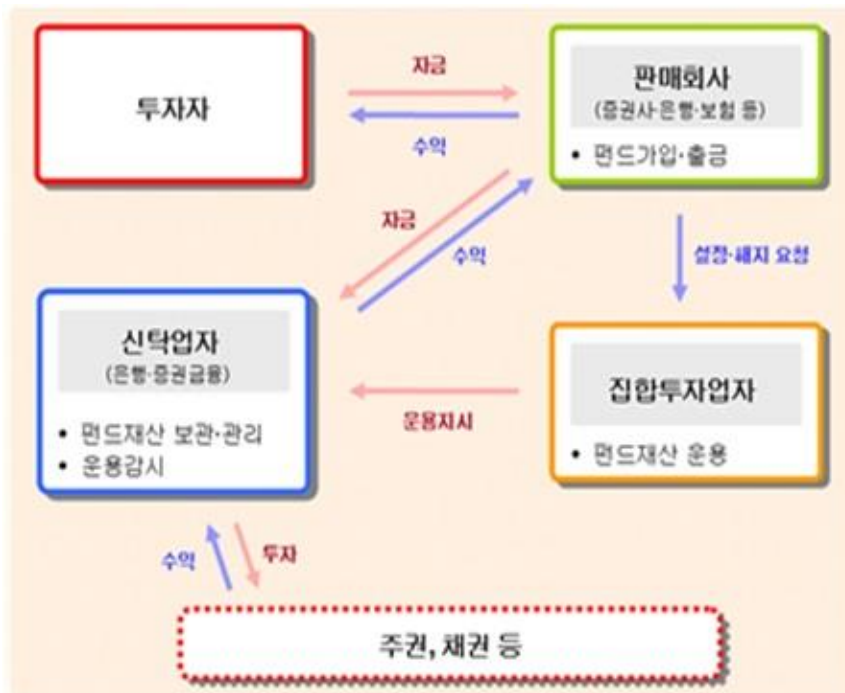 투자자
자금
수익
판매회사
(증권사·은행·보험 등)
• 펀드가입·출금
자금
수익
설정·해지 요청
신탁업자
(은행·증권금융)
• 펀드재산 보관·관리
• 운용감시
운용지시
집합투자업자
• 펀드재산 운용
수익
투자
주권, 채권 등